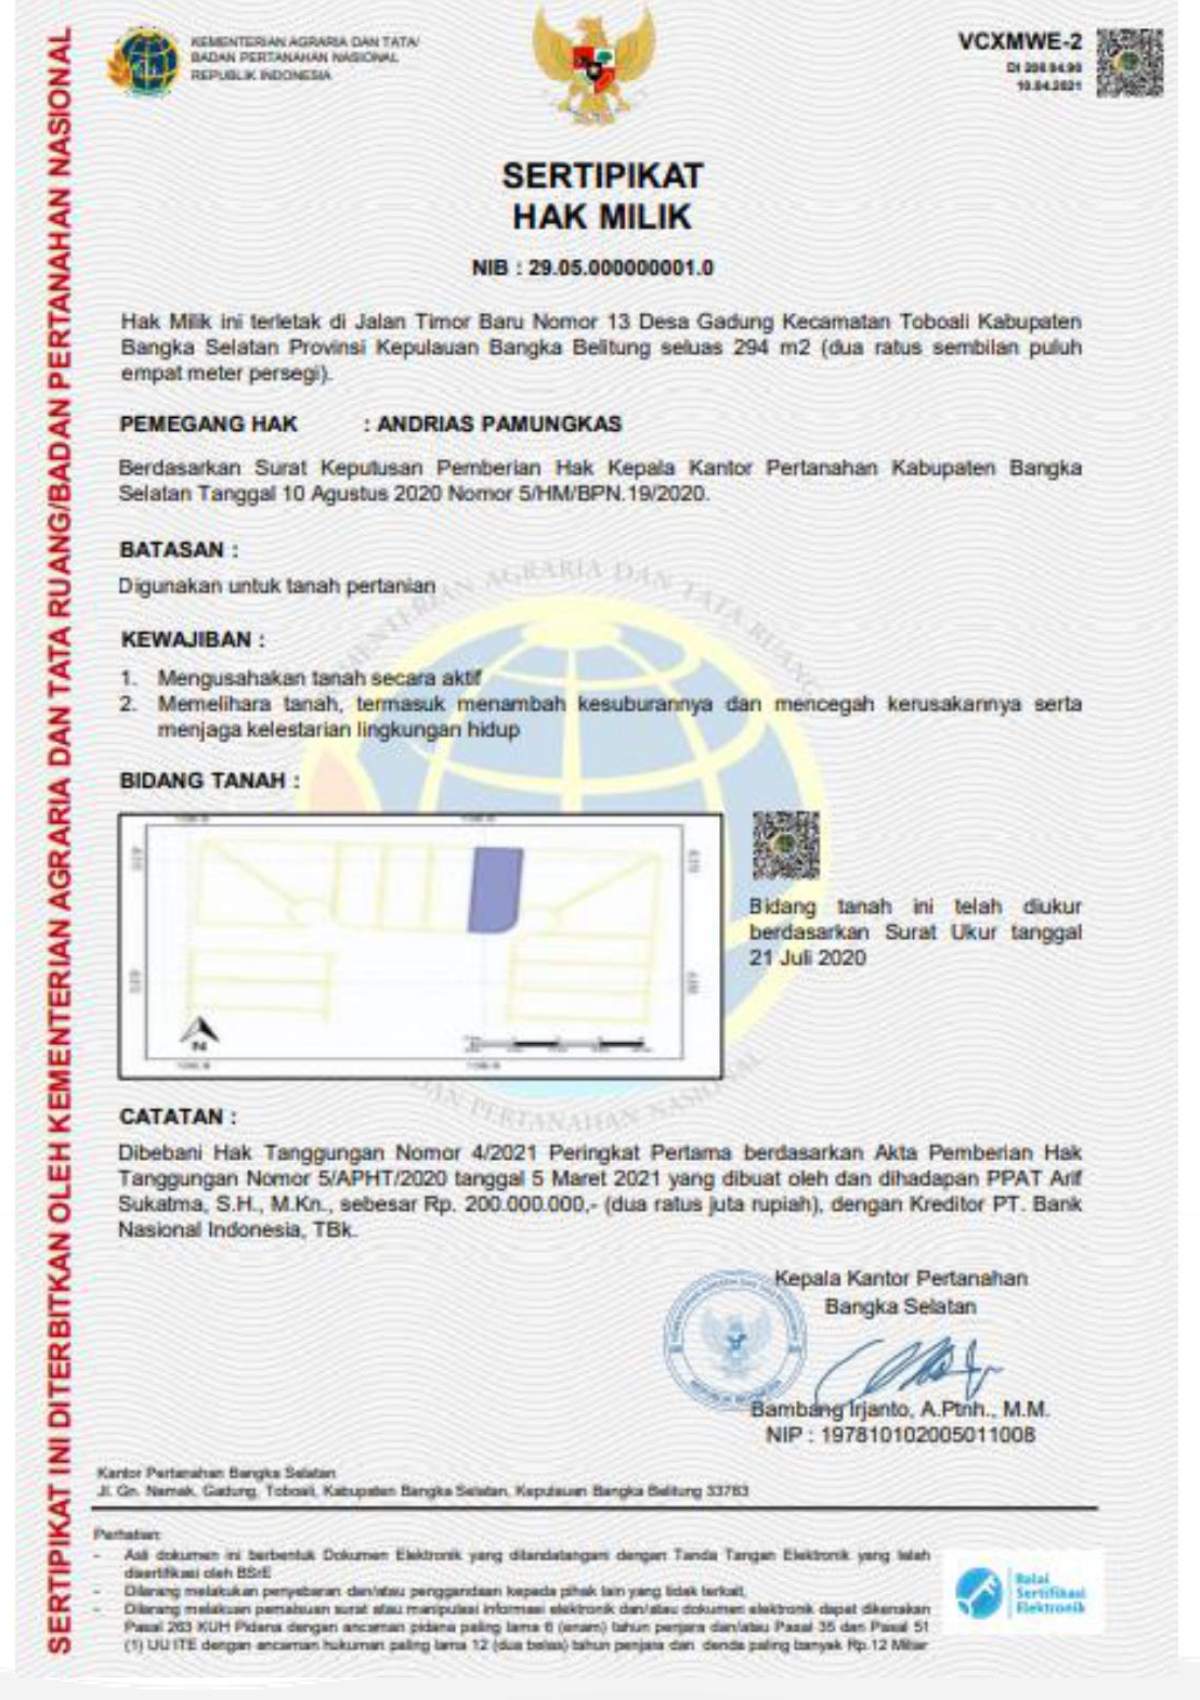 SERTIPIKAT INI DITERBITKAN OLEH KEMENTERIAN AGRARIA DAN TATA RUANG/BADAN PERTANAHAN NASIONAL
KEMENTERIAN AGRARIA DAN TATA/
BADAN PERTANAHAN NASIONAL
REPUBLIK INDONESIA
VCXMWE-2
DI 208.04.90
10.04.2021
SERTIPIKAT
HAK MILIK
NIB : 29.05.000000001.0
Hak Milik ini terletak di Jalan Timor Baru Nomor 13 Desa Gadung Kecamatan Toboali Kabupaten
Bangka Selatan Provinsi Kepulauan Bangka Belitung seluas 294 m2 (dua ratus sembilan puluh
empat meter persegi).
PEMEGANG HAK : ANDRIAS PAMUNGKAS
Berdasarkan Surat Keputusan Pemberian Hak Kepala Kantor Pertanahan Kabupaten Bangka
Selatan Tanggal 10 Agustus 2020 Nomor 5/HM/BPN.19/2020.
BATASAN :
Digunakan untuk tanah pertanian
KEWAJIBAN :
1. Mengusahakan tanah secara aktif
2. Memelihara tanah, termasuk menambah kesuburannya dan mencegah kerusakannya serta
menjaga kelestarian lingkungan hidup
BIDANG TANAH :
Bidang tanah ini telah diukur
berdasarkan Surat Ukur tanggal
21 Juli 2020
CATATAN :
Dibebani Hak Tanggungan Nomor 4/2021 Peringkat Pertama berdasarkan Akta Pemberian Hak
Tanggungan Nomor 5/APHT/2020 tanggal 5 Maret 2021 yang dibuat oleh dan dihadapan PPAT Arif
Sukatma, S.H., M.Kn., sebesar Rp. 200.000.000,- (dua ratus juta rupiah), dengan Kreditor PT. Bank
Nasional Indonesia, TBk.
Kepala Kantor Pertanahan
Bangka Selatan
Bambang Irjanto, A.Ptnh., M.M.
NIP : 197810102005011008
Kantor Pertanahan Bangka Selatan
Jl. Gn. Namak, Gadung, Toboali, Kabupaten Bangka Selatan, Kepulauan Bangka Belitung 33783
Perhatian:
- Asli dokumen ini berbentuk Dokumen Elektronik yang ditandatangani dengan Tanda Tangan Elektronik yang telah
disertifikasi oleh BSrE
- Dilarang melakukan penyebaran dan/atau penggandaan kepada pihak lain yang tidak terkait.
- Dilarang melakuan pemalsuan surat atau manipulasi informasi elektronik dan/atau dokumen elektronik dapat dikenakan
Pasal 263 KUH Pidana dengan ancaman pidana paling lama 6 (enam) tahun penjara dan/atau Pasal 35 dan Pasal 51
(1) UU ITE dengan ancaman hukuman paling lama 12 (dua belas) tahun penjara dan denda paling banyak Rp.12 Miliar
Balai
Sertifikasi
Elektronik